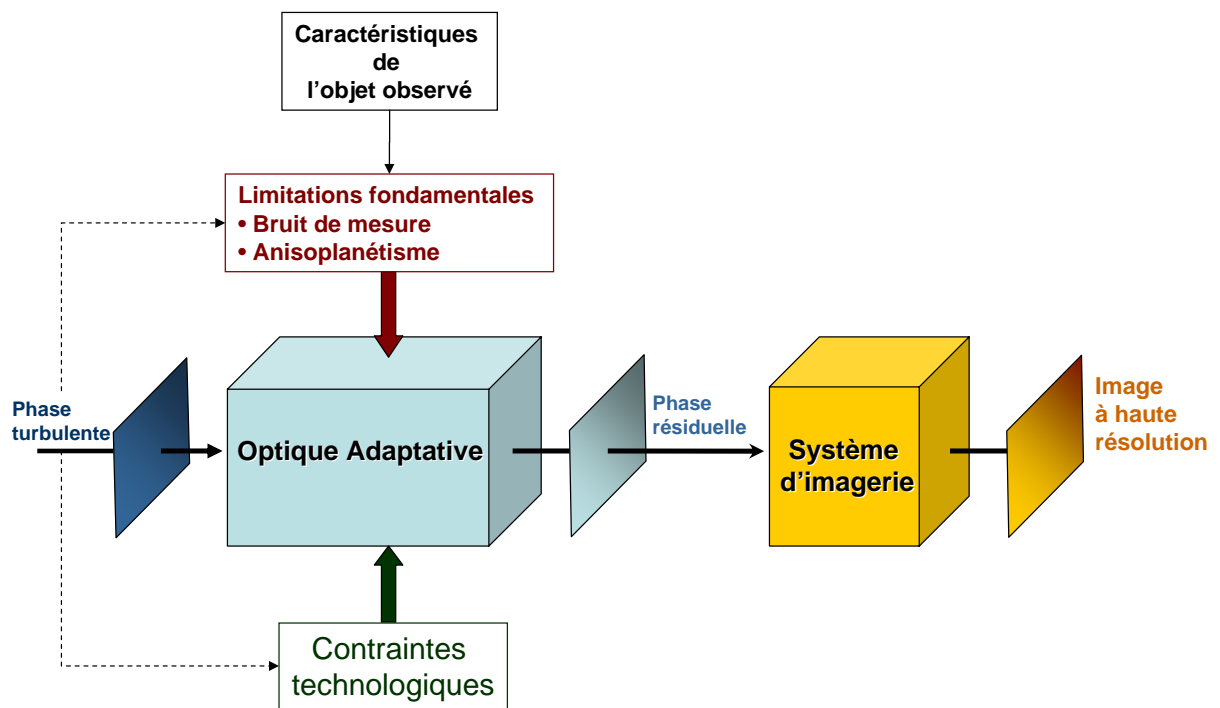 Caractéristiques
de
l’objet observé
Limitations fondamentales
• Bruit de mesure
• Anisoplanétisme
Phase
turbulente
Optique Adaptative
Phase
résiduelle
Système
d’imagerie
Image
à haute
résolution
Contraintes
technologiques